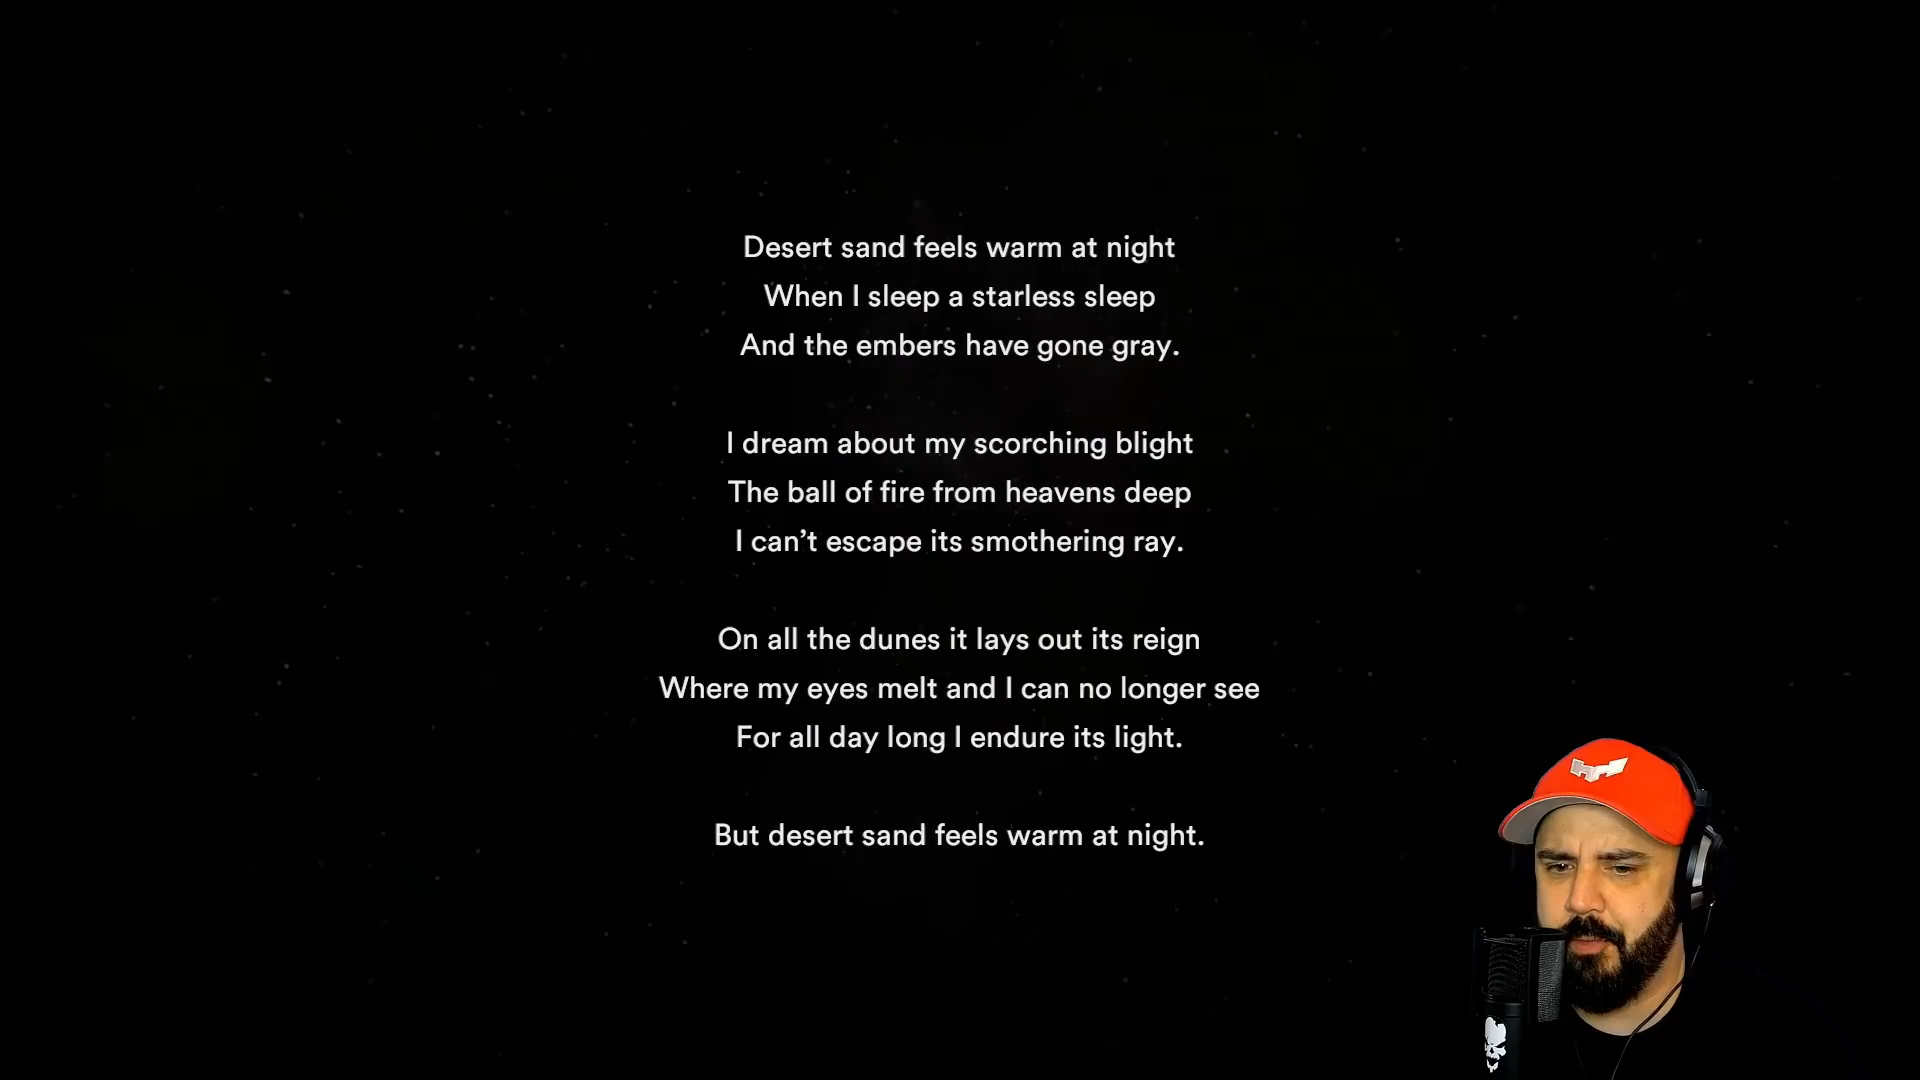 Desert sand feels warm at night
When I sleep a starless sleep
And the embers have gone gray.
I dream about my scorching blight
The ball of fire from heavens deep
I can’t escape its smothering ray.
On all the dunes it lays out its reign
Where my eyes melt and I can no longer see
For all day long I endure its light.
But desert sand feels warm at night.